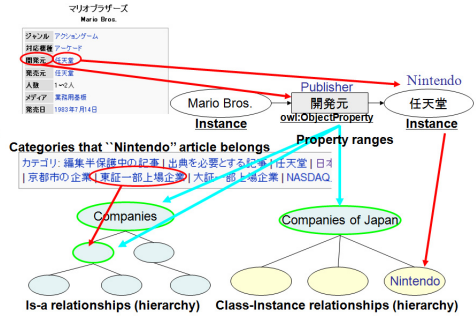 マリオブラザーズ
Mario Bros.
ジャンル アクションゲーム
対応機種 アーケード
開発元 任天堂
発売元 任天堂
人数 1~2人
メディア 業務用基板
発売日 1983年7月14日
Nintendo
Publisher
Mario Bros.
開発元
任天堂
Instance
owl:ObjectProperty
Instance
Categories that ``Nintendo'' article belongs
Property ranges
カテゴリ: 編集半保護中の記事 | 出典を必要とする記事 | 任天堂 | 日本
| 京都市の企業 | 東証一部上場企業 | 大証一部上場企業 | NASDAQ
Companies
Companies of Japan
Nintendo
Is-a relationships (hierarchy)
Class-Instance relationships (hierarchy)